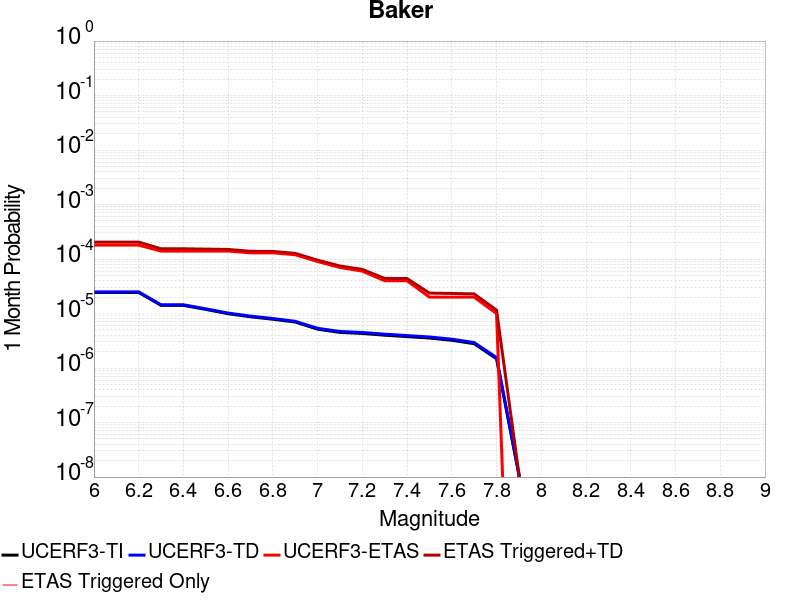 Baker
10^0
10^-1
10^-2
10^-3
10^-4
10^-5
10^-6
10^-7
10^-8
1 Month Probability
6 6.2 6.4 6.6 6.8 7 7.2 7.4 7.6 7.8 8 8.2 8.4 8.6 8.8 9
Magnitude
UCERF3-TI UCERF3-TD UCERF3-ETAS ETAS Triggered+TD
ETAS Triggered Only